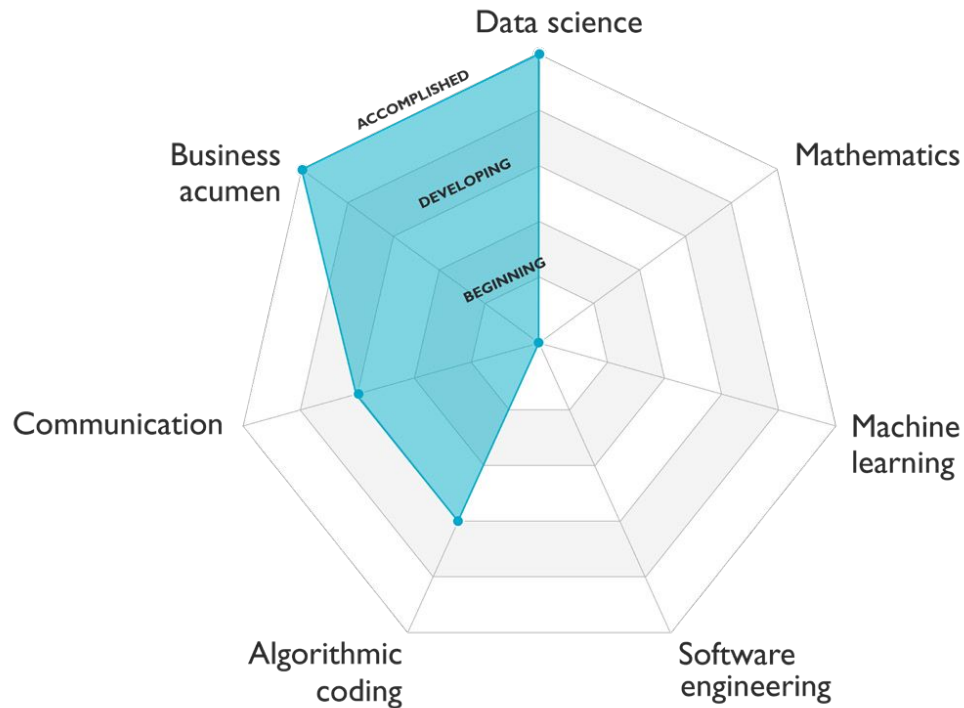 Data science
ACCOMPLISHED
Business
acumen
Mathematics
DEVELOPING
BEGINNING
Communication
Machine
learning
Algorithmic
coding
Software
engineering